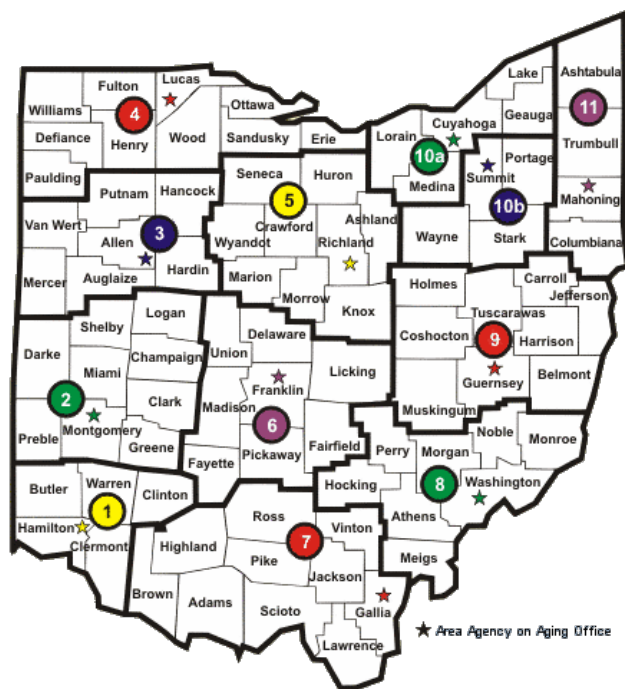 Lake
Ashtabula
Geauga
Lucas
Fulton
Williams
4
Ottawa
Defiance
Henry
Wood
Sandusky
Erie
Paulding
Cuyahoga
Lorain
10a
Medina
11
Trumbull
Portage
Summit
10b
Mahoning
Stark
Wayne
Columbiana
Putnam
Hancock
Van Wert
3
Allen
Mercer
Auglaize
Hardin
Seneca
Huron
5
Crawford
Ashland
Wyandot
Richland
Marion
Morrow
Knox
Holmes
Carroll
Jefferson
Tuscarawas
Coshocton
9
Harrison
Guernsey
Belmont
Muskingum
Logan
Shelby
Darke
Champaign
Miami
2
Clark
Montgomery
Preble
Greene
Delaware
Union
Licking
Franklin
Madison
6
Pickaway
Fairfield
Fayette
Noble
Monroe
Perry
Morgan
Hocking
8
Washington
Athens
Meigs
Butler
Warren
Clinton
1
Hamilton
Clermont
Ross
Vinton
7
Highland
Pike
Jackson
Brown
Adams
Scioto
Gallia
Lawrence
Area Agency on Aging Office